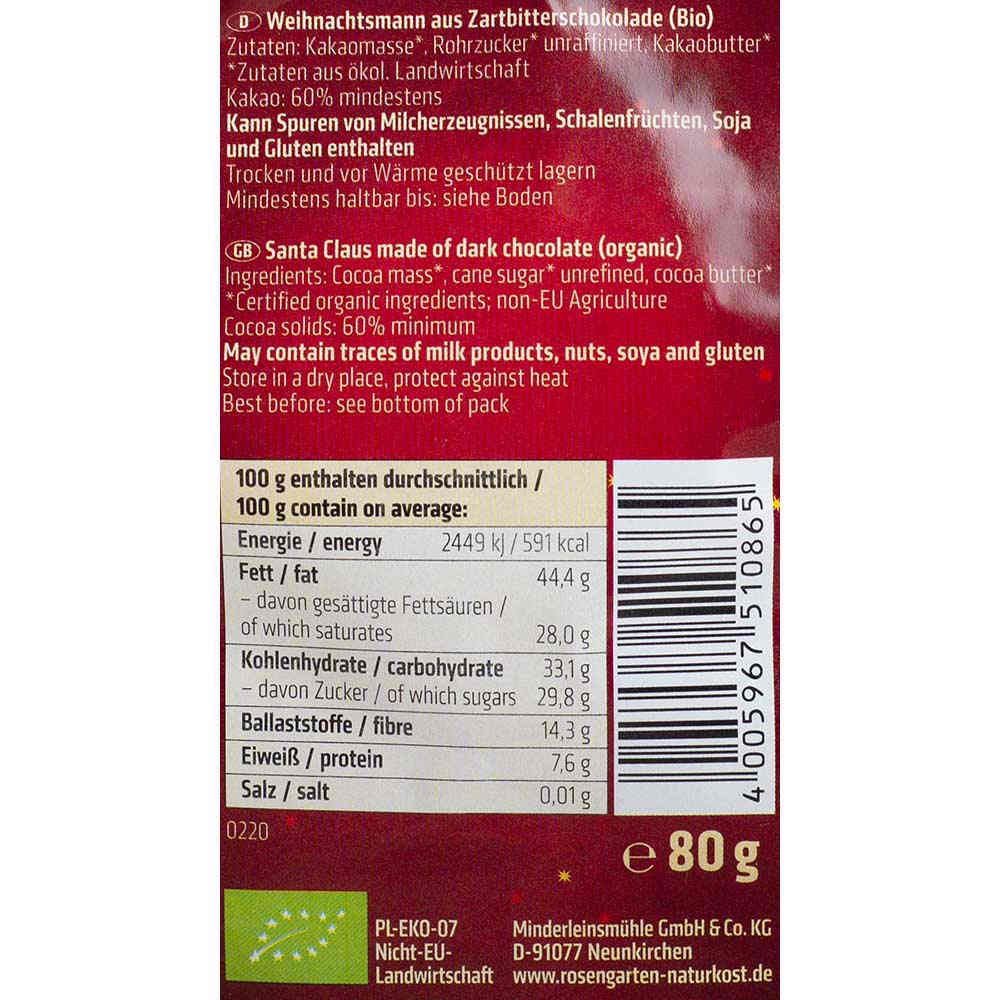 D Weihnachtsmann aus Zartbitterschokolade (Bio)
Zutaten: Kakaomasse*, Rohrzucker* unraffiniert, Kakaobutter*
*Zutaten aus ökol. Landwirtschaft
Kakao: 60% mindestens
Kann Spuren von Milcherzeugnissen, Schalenfrüchten, Soja
und Gluten enthalten
Trocken und vor Wärme geschützt lagern
Mindestens haltbar bis: siehe Boden
GB Santa Claus made of dark chocolate (organic)
Ingredients: Cocoa mass*, cane sugar* unrefined, cocoa butter*
*Certified organic ingredients; non-EU Agriculture
Cocoa solids: 60% minimum
May contain traces of milk products, nuts, soya and gluten
Store in a dry place, protect against heat
Best before: see bottom of pack
100 g enthalten durchschnittlich /
100 g contain on average:
Energie / energy 2449 kj / 591 kcal
Fett / fat 44,4 g
– davon gesättigte Fettsäuren /
of which saturates 28,0 g
Kohlenhydrate / carbohydrate 33,1 g
– davon Zucker / of which sugars 29,8 g
Ballaststoffe / fibre 14,3 g
Eiweiß / protein 7,6 g
Salz / salt 0,01 g
4 005967 510865
0220
e 80 g
PL-EKO-07
Nicht-EU-
Landwirtschaft
Minderleinsmühle GmbH & Co. KG
D-91077 Neunkirchen
www.rosengarten-naturkost.de